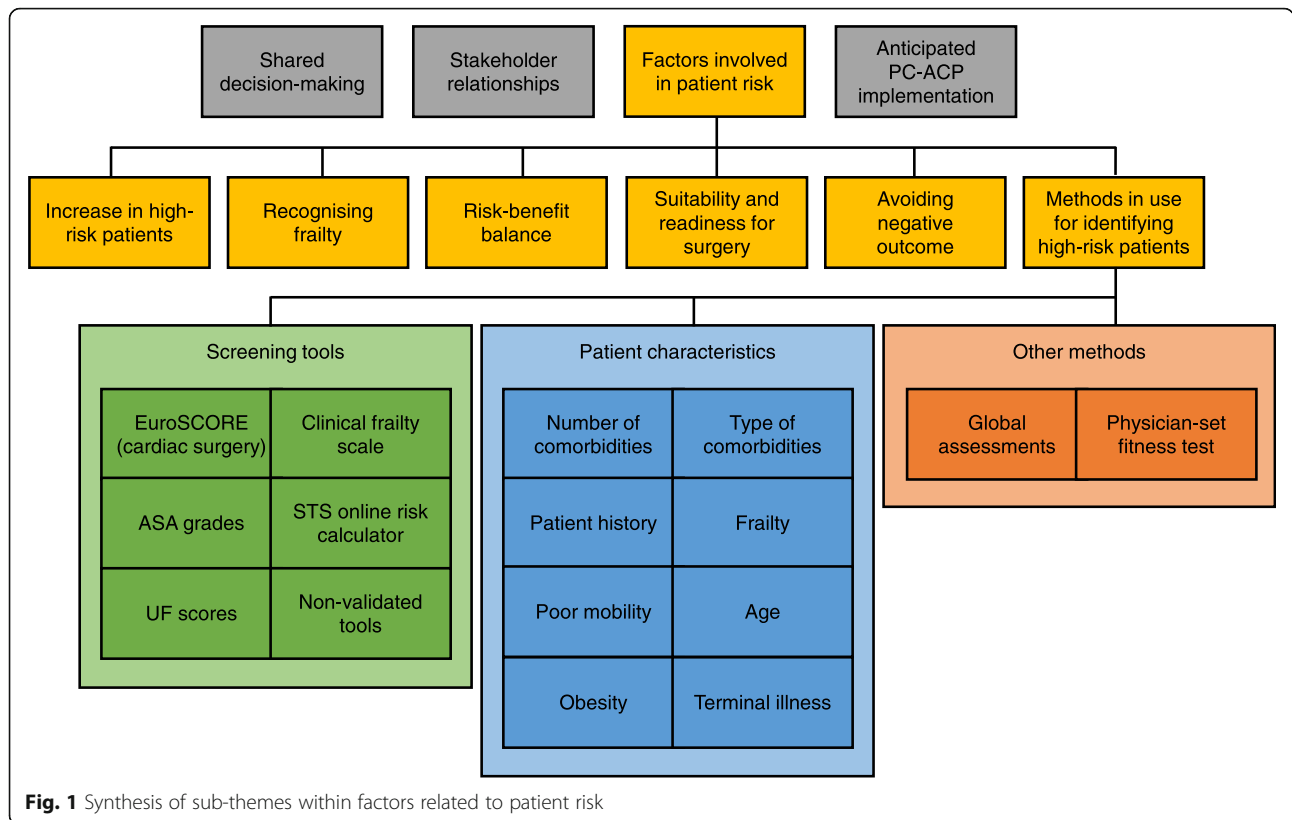 Shared
decision-making
Stakeholder
relationships
Factors involved
in patient risk
Anticipated
PC-ACP
implementation
Increase in high-
risk patients
Recognising
frailty
Risk-benefit
balance
Suitability and
readiness for
surgery
Avoiding
negative
outcome
Methods in use
for identifying
high-risk patients
Screening tools
EuroSCORE
(cardiac surgery)
Clinical frailty
scale
ASA grades
STS online risk
calculator
UF scores
Non-validated
tools
Patient characteristics
Number of
comorbidities
Type of
comorbidities
Patient history
Frailty
Poor mobility
Age
Obesity
Terminal illness
Other methods
Global
assessments
Physician-set
fitness test
Fig. 1 Synthesis of sub-themes within factors related to patient risk